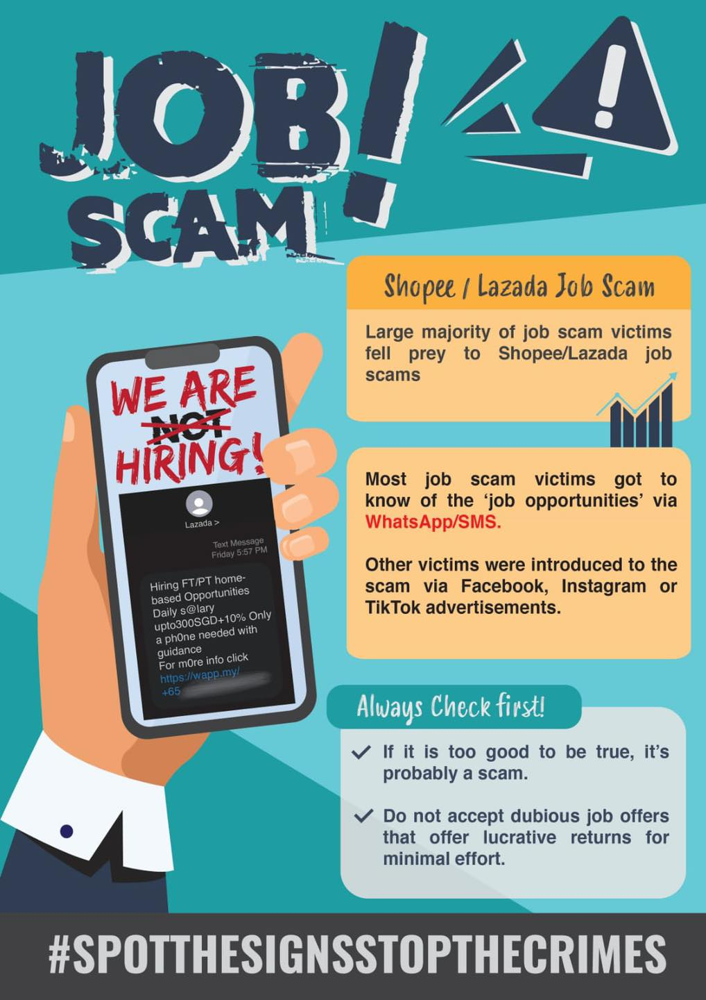 JOB!
SCAM
Shopee / Lazada Job Scam
Large majority of job scam victims
fell prey to Shopee/Lazada job
scams
WE ARE
NOT
HIRING!
Lazada >
Text Message
Friday 5:57 PM
Hiring FT/PT home-
based Opportunities
Daily s@lary
upto300SGD+10% Only
a ph0ne needed with
guidance
For m0re info click
https://wapp.my/
+65
Most job scam victims got to
know of the ‘job opportunities’ via
WhatsApp/SMS.
Other victims were introduced to the
scam via Facebook, Instagram or
TikTok advertisements.
Always Check first!
If it is too good to be true, it’s
probably a scam.
Do not accept dubious job offers
that offer lucrative returns for
minimal effort.
#SPOTTHESIGNSSTOPTHECRIMES